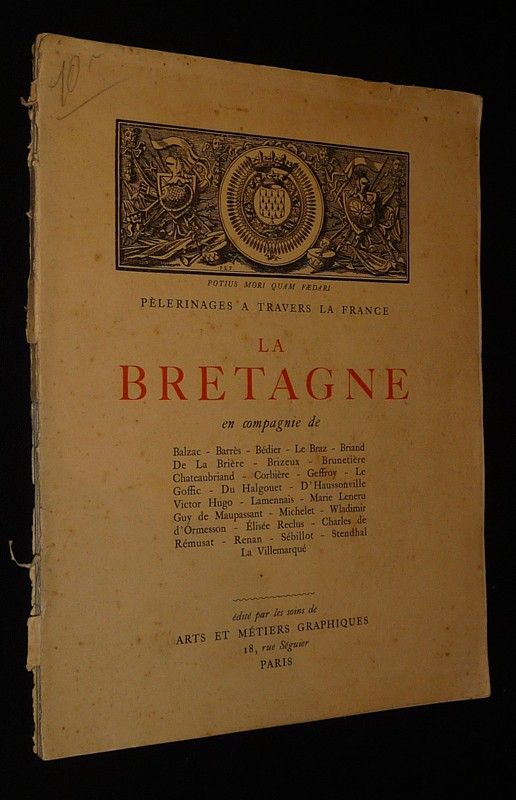 10
POTIUS MORI QUAM FÆDARI
PÈLERINAGES A TRAVERS LA FRANCE
LA
BRETAGNE
en compagnie de
Balzac - Barrès - Bédier - Le Braz - Briand
De La Brière - Brizeux - Brunetière
Chateaubriand - Corbière - Geffroy - Le
Goffic - Du Halgouet - D'Haussonville
Victor Hugo - Lamennais - Marie Leneru
Guy de Maupassant - Michelet - Wladimir
d'Ormesson - Élisée Reclus - Charles de
Rémusat - Renan - Sébillot - Stendhal
La Villemarqué
édité par les soins de
ARTS ET MÉTIERS GRAPHIQUES
18, rue Séguier
PARIS